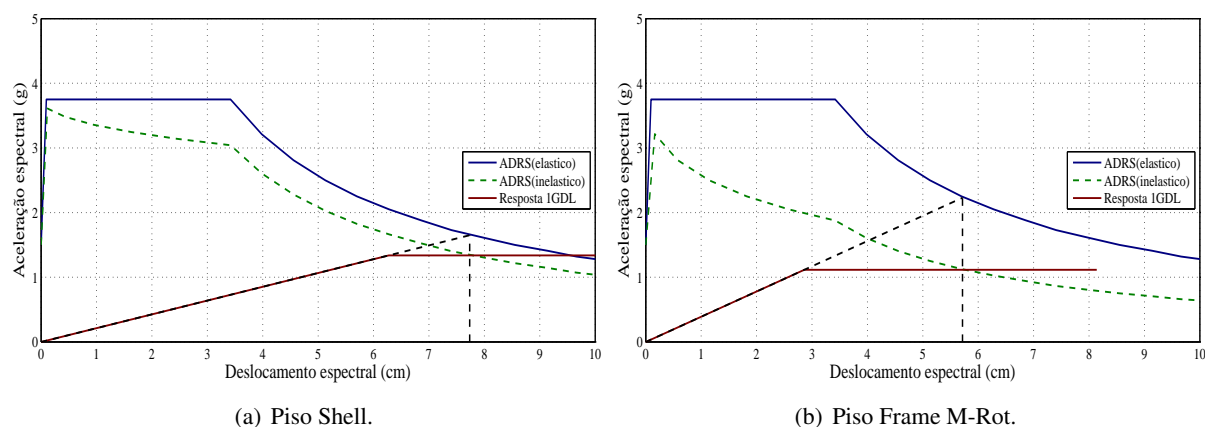 5
4
3
2
1
0
Aceleração espectral (g)
0 1 2 3 4 5 6 7 8 9 10
Deslocamento espectral (cm)
ADRS(elastico)
ADRS(inelastico)
Resposta 1GDL
(a) Piso Shell.
5
4
3
2
1
0
Aceleração espectral (g)
0 1 2 3 4 5 6 7 8 9 10
Deslocamento espectral (cm)
ADRS(elastico)
ADRS(inelastico)
Resposta 1GDL
(b) Piso Frame M-Rot.